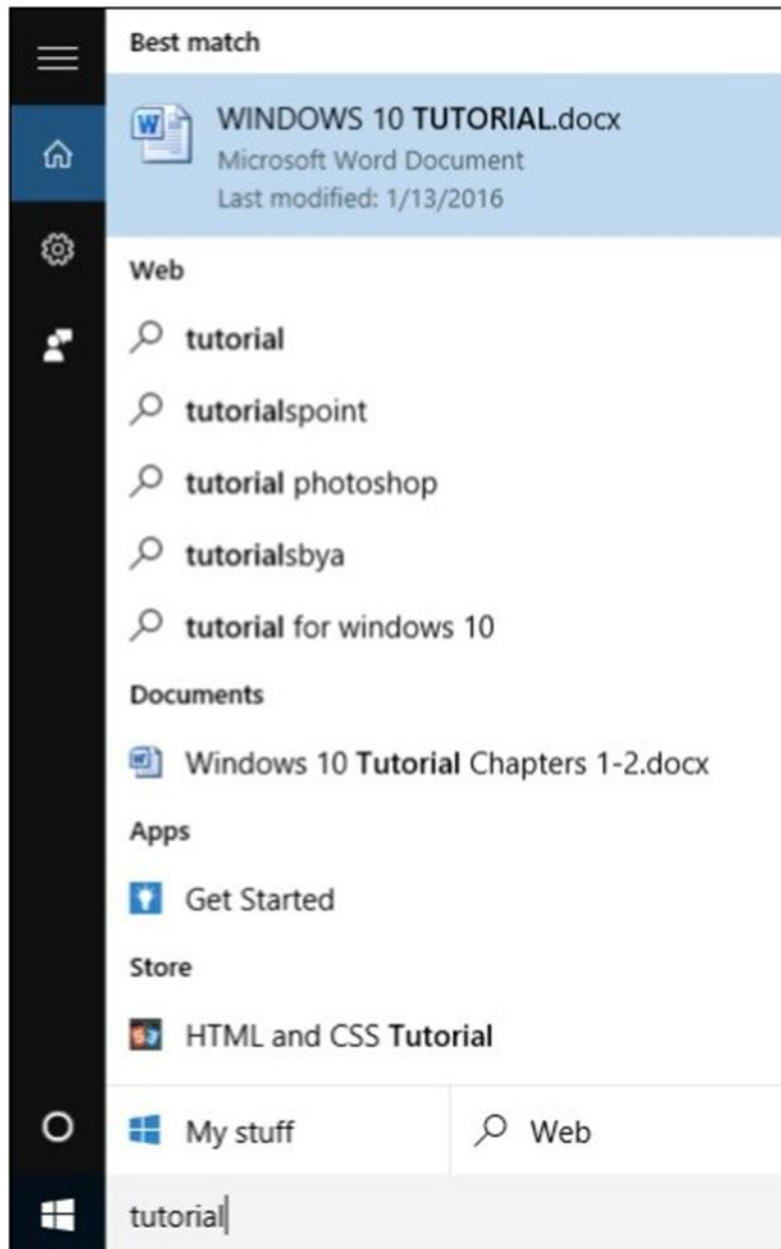 Best match
WINDOWS 10 TUTORIAL.docx
Microsoft Word Document
Last modified: 1/13/2016
Web
tutorial
tutorialspoint
tutorial photoshop
tutorialsbya
tutorial for windows 10
Documents
Windows 10 Tutorial Chapters 1-2.docx
Apps
Get Started
Store
HTML and CSS Tutorial
My stuff
Web
tutorial